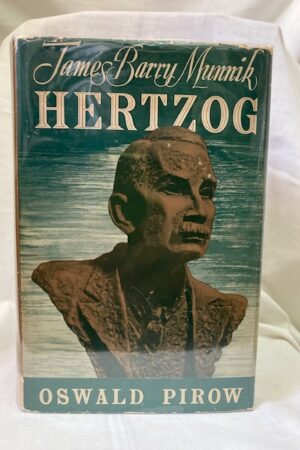 James Barry Munnik
HERTZOG
OSWALD PIROW